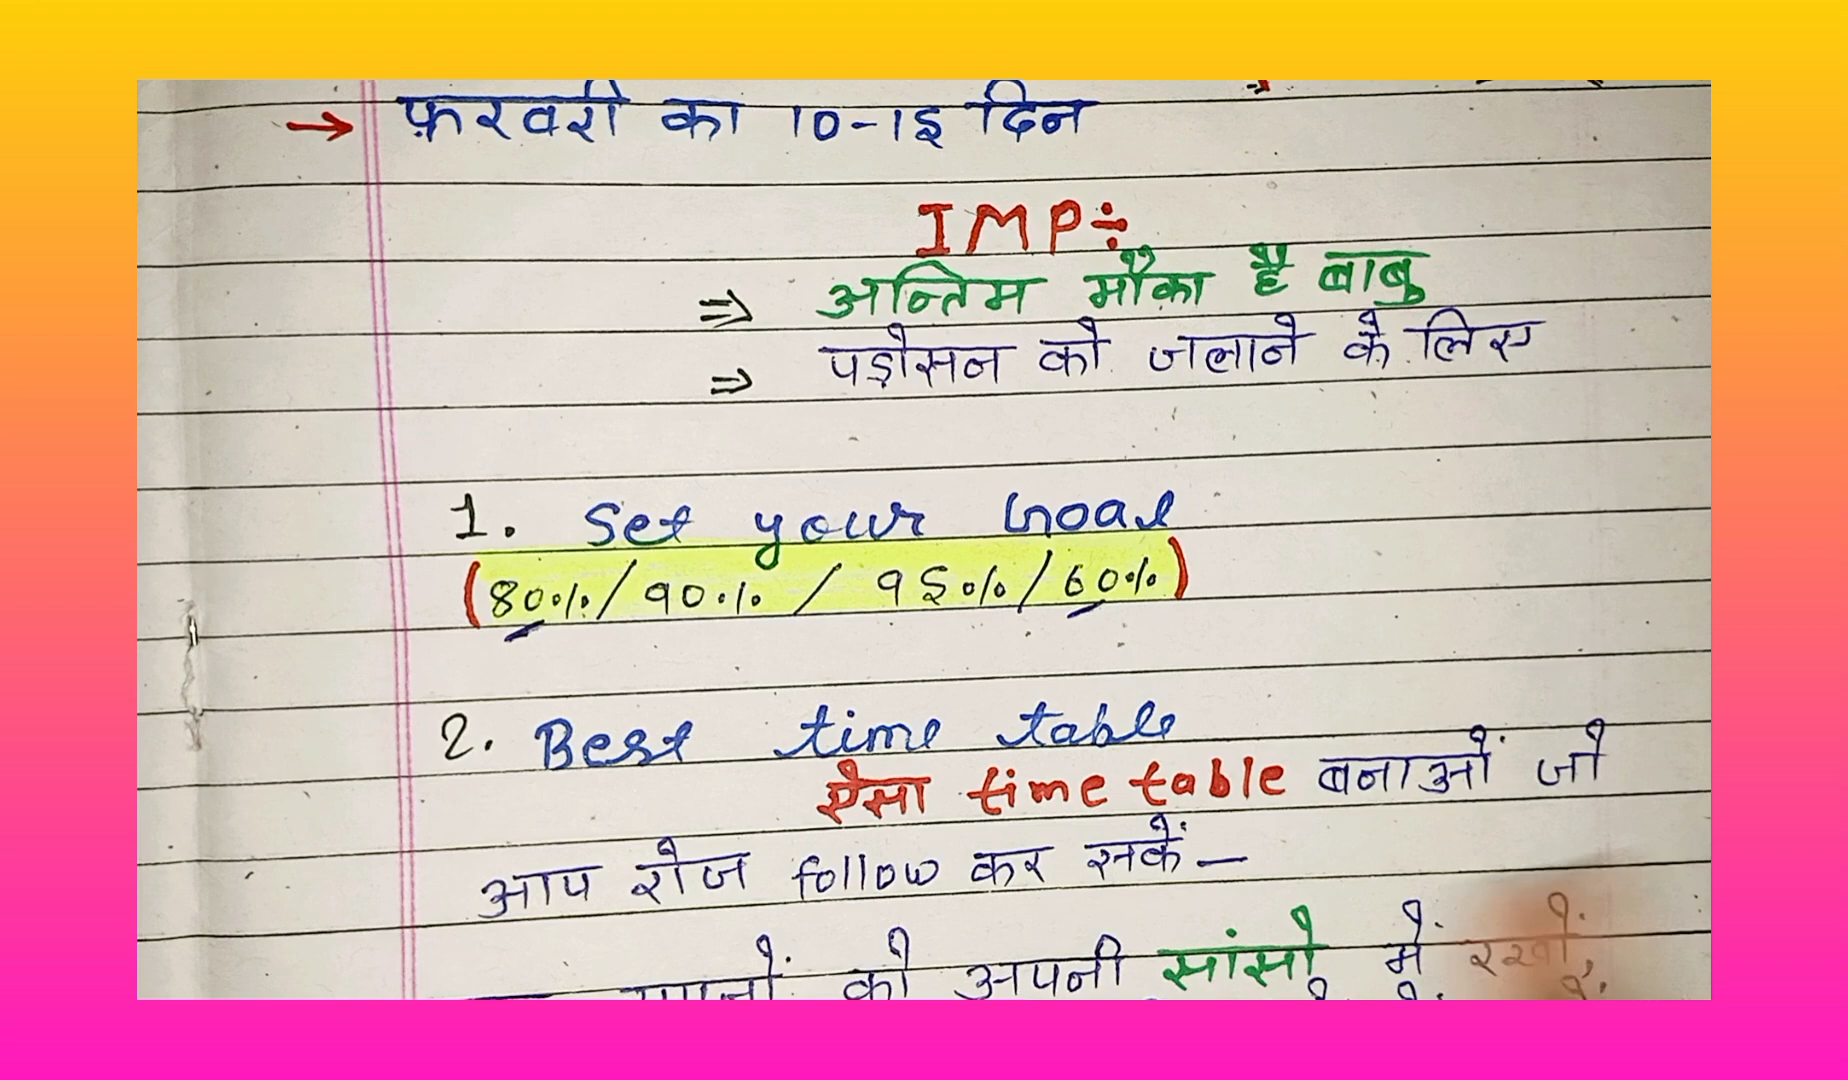 → फ़रवरी का 10-15 दिन
IMP÷
⇒ अन्तिम मौका है बाबु
⇒ पड़ोसन को जलाने के लिए
1. Set your Goal
(80%/90% / 95%/60%)
2. Best time table
ऐसा time table बनाओं जो
आप रोज follow कर सकें—
को अपनी सांसो में रखो,